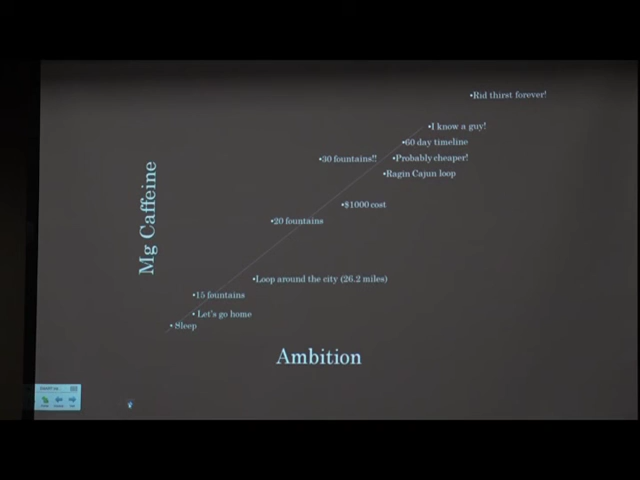 •Rid thirst forever!
•I know a guy!
•60 day timeline
•30 fountains!!
•Probably cheaper!
•Ragin Cajun loop
•$1000 cost
•20 fountains
Mg Caffeine
•Loop around the city (26.2 miles)
•15 fountains
• Let's go home
• Sleep
Ambition